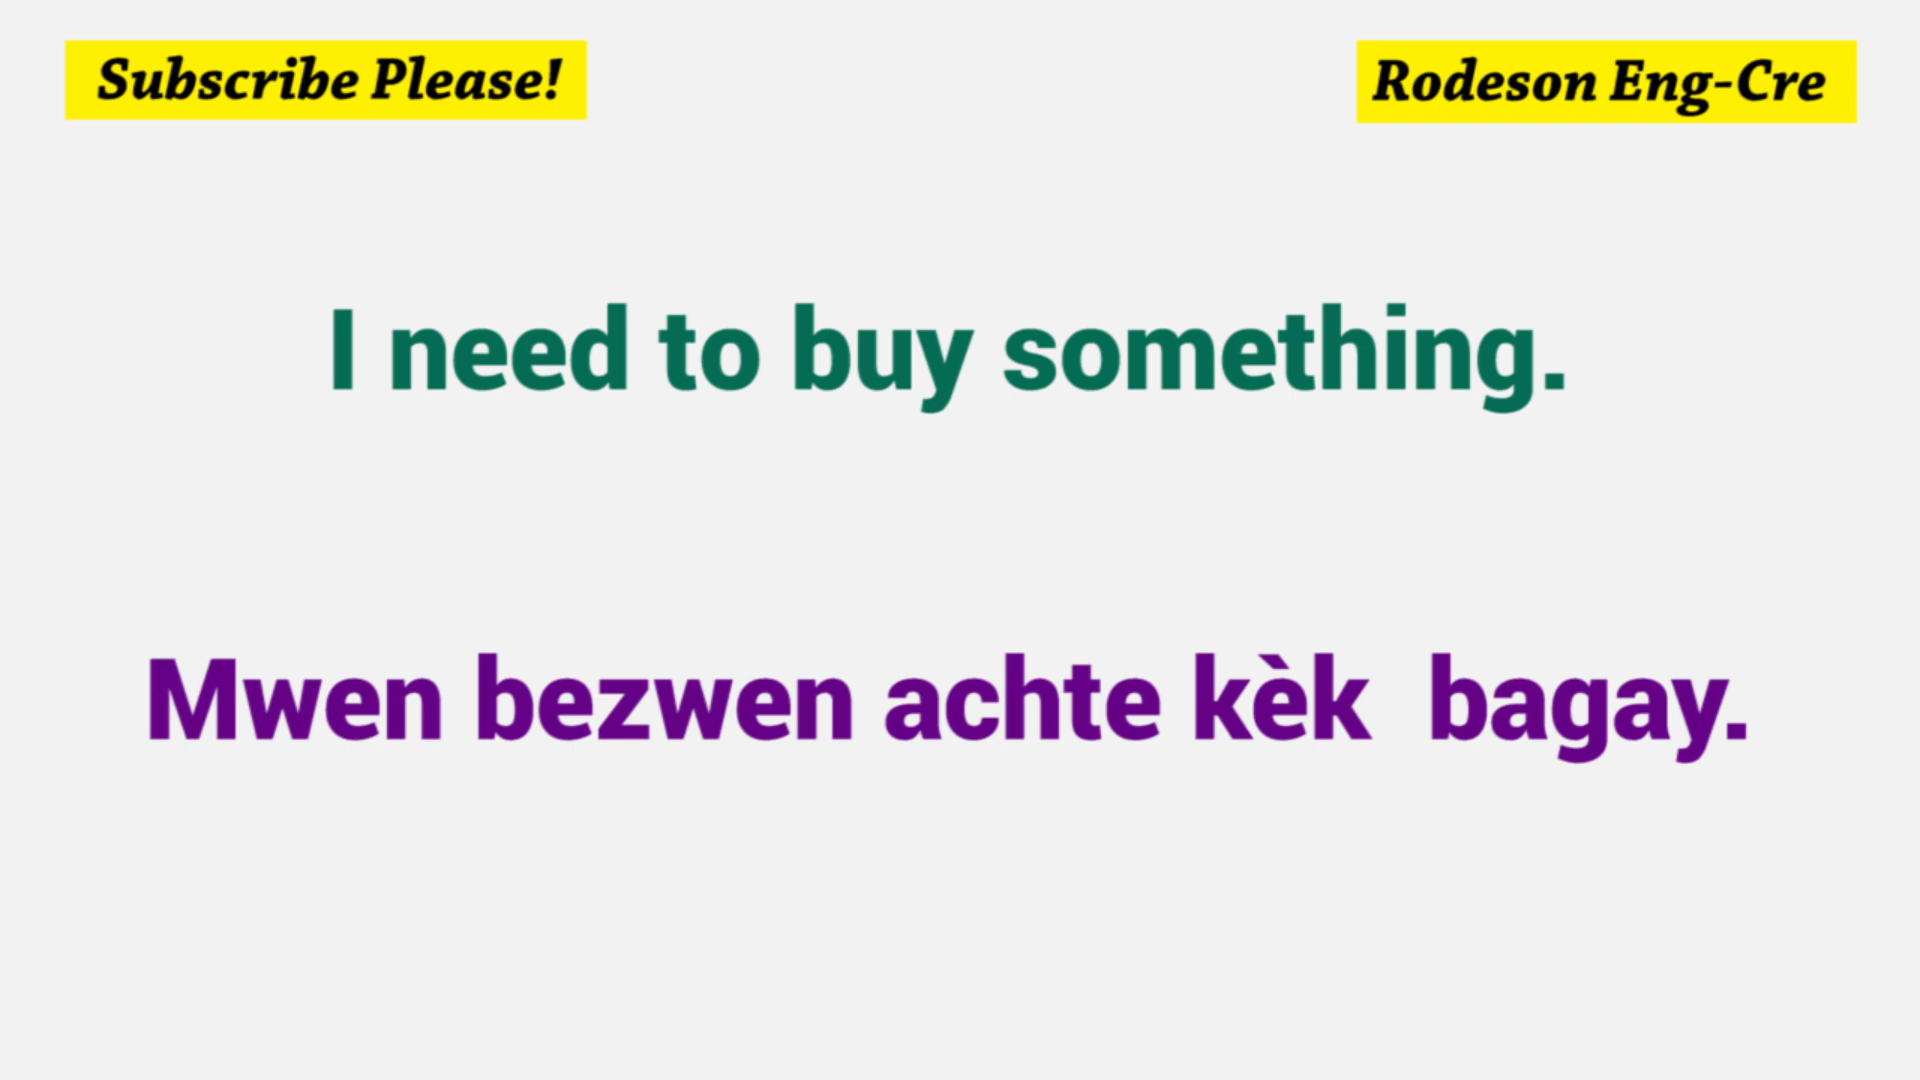 Subscribe Please!
Rodeson Eng-Cre
I need to buy something.
Mwen bezwen achte kèk  bagay.